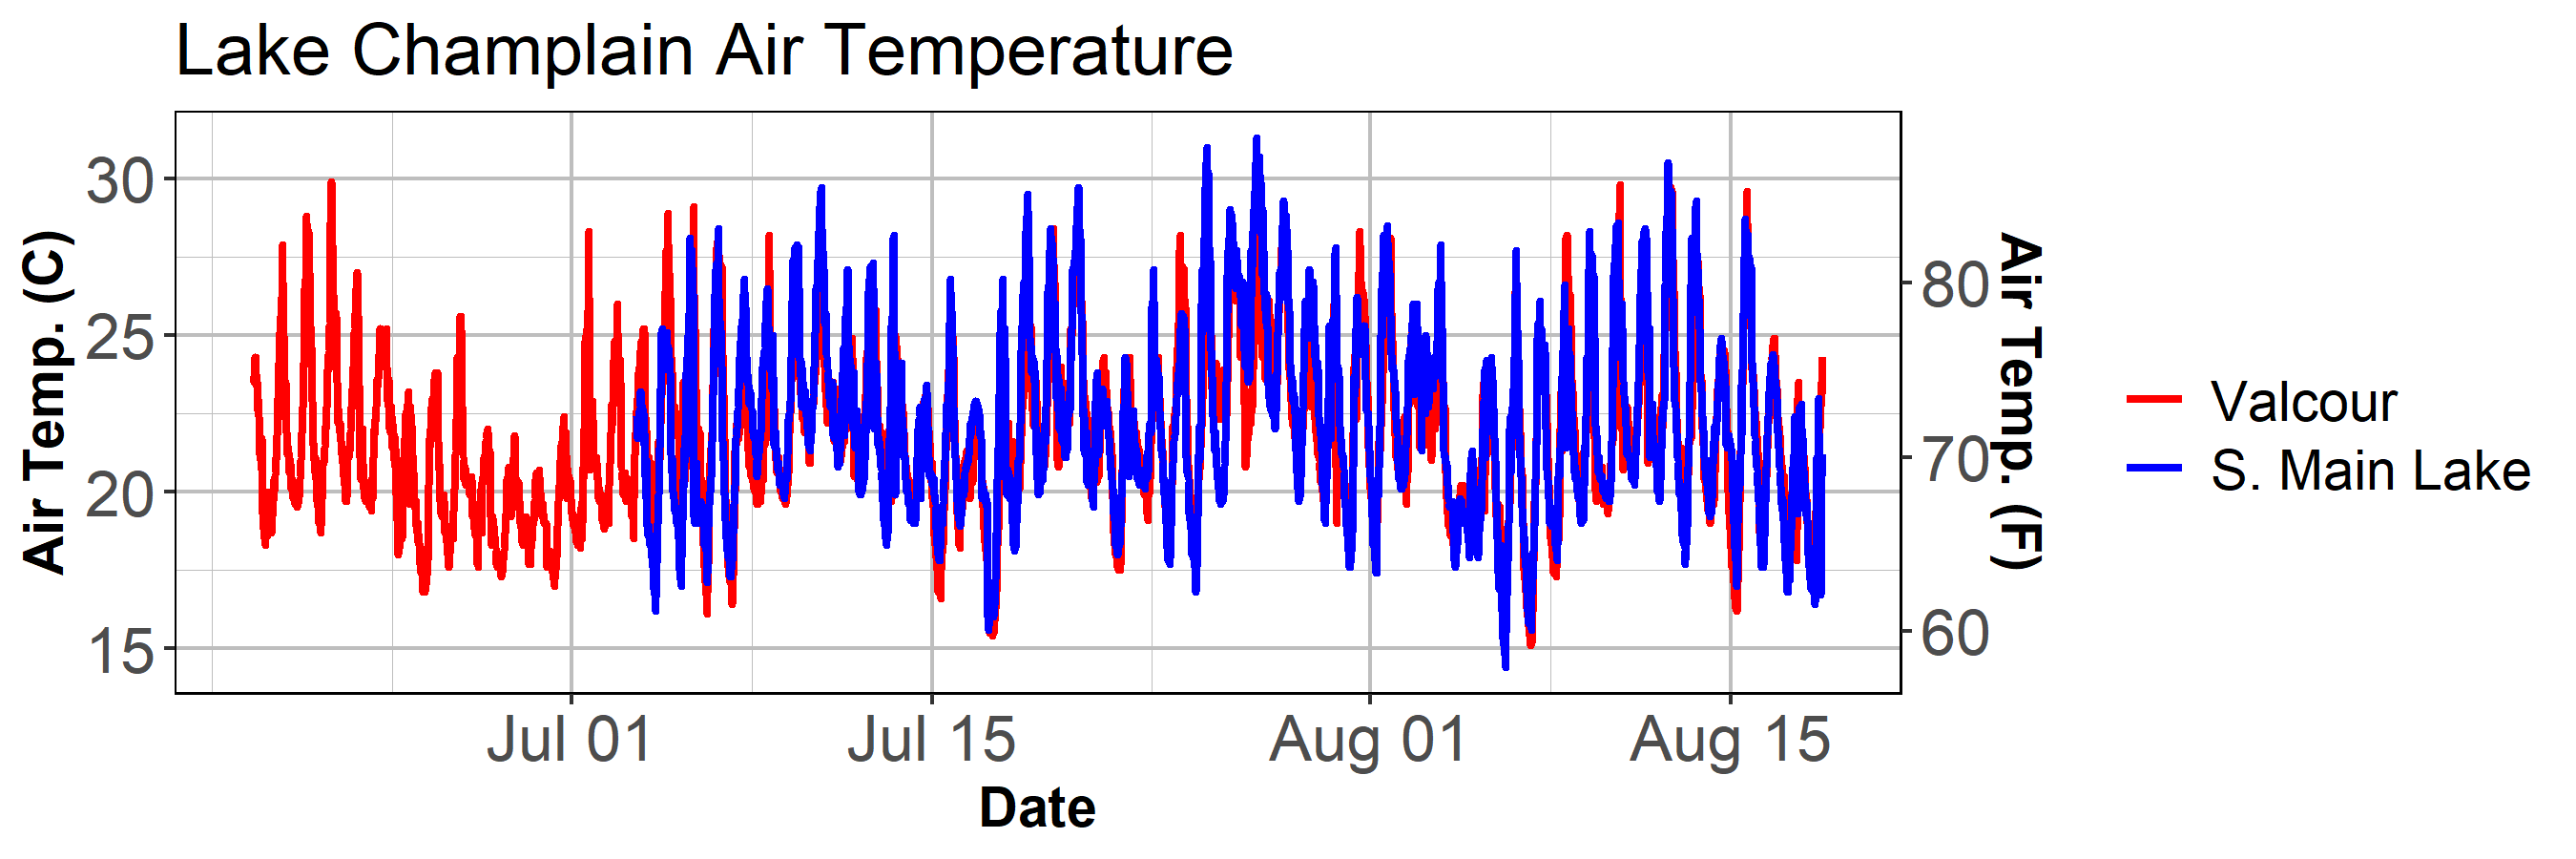 Lake Champlain Air Temperature
Air Temp. (C)
30
25
20
15
Jul 01
Jul 15
Aug 01
Aug 15
Date
80
70
60
Air Temp. (F)
Valcour
S. Main Lake